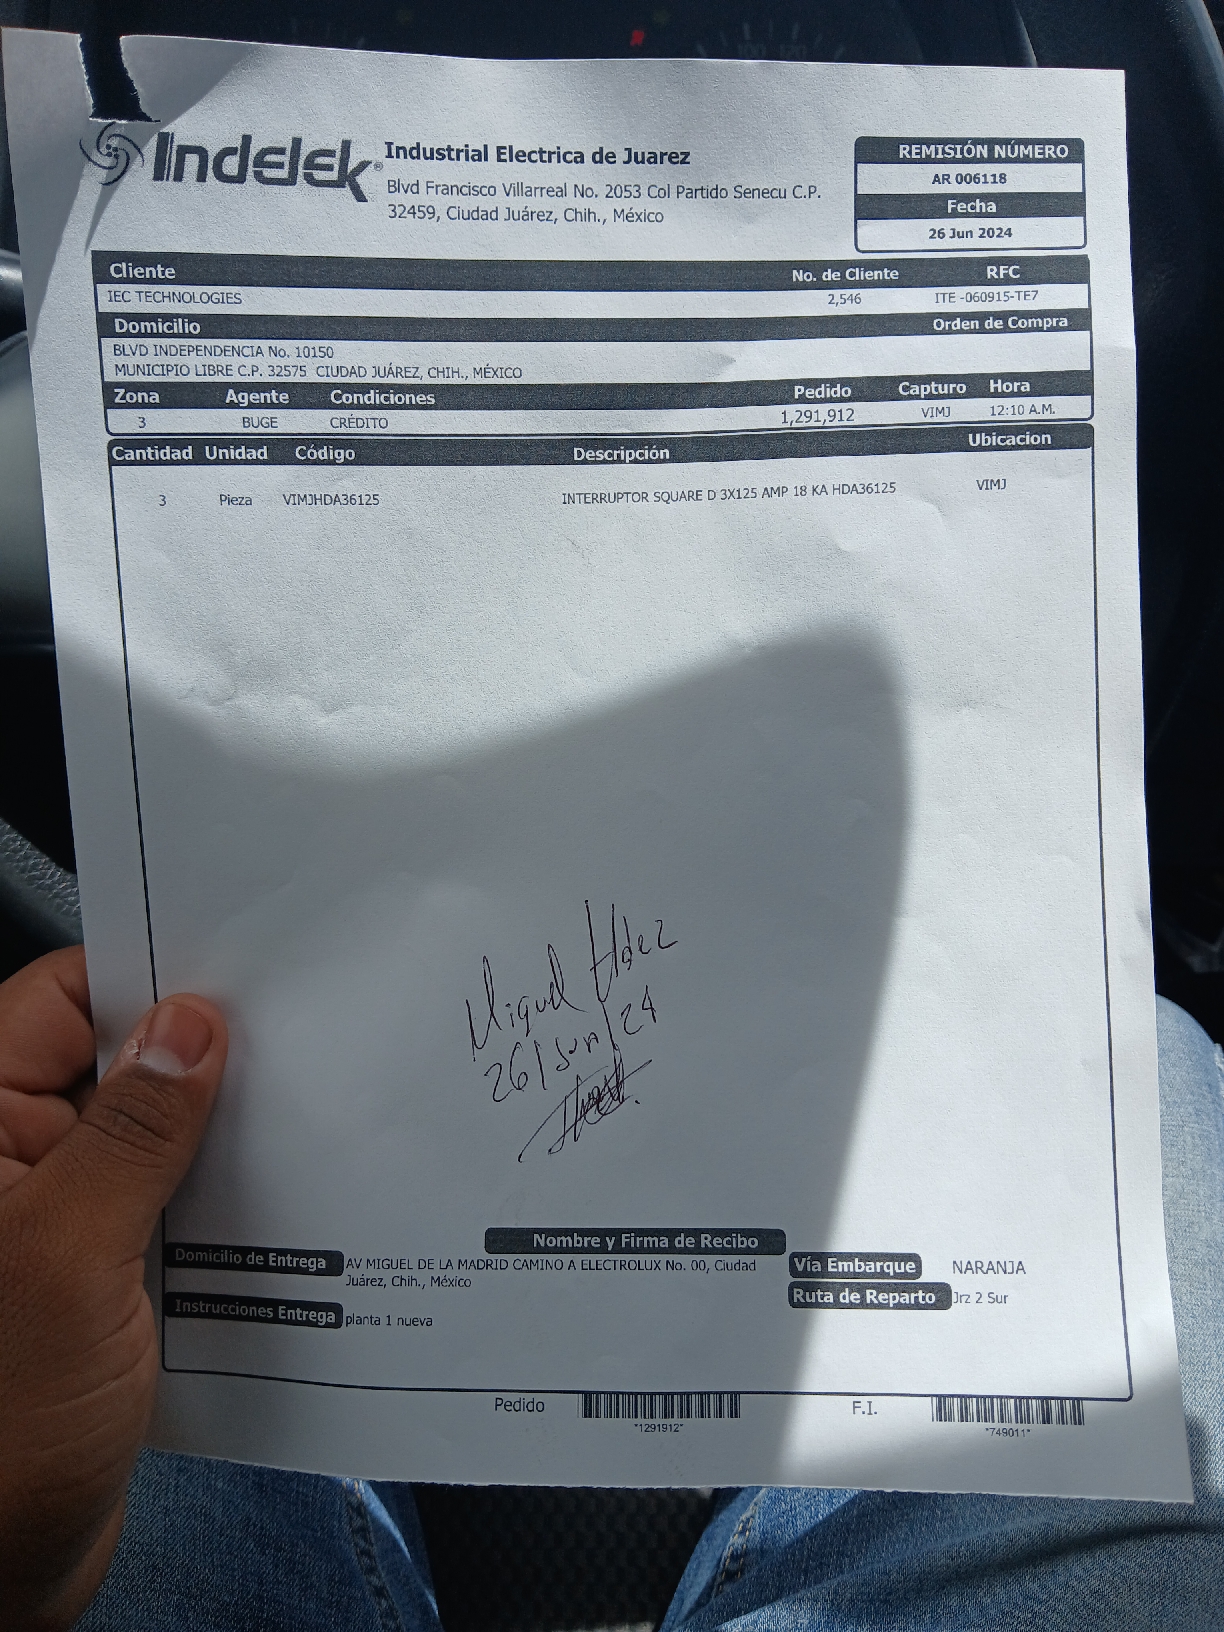 Indelek®
Industrial Electrica de Juarez
Blvd Francisco Villarreal No. 2053 Col Partido Senecu C.P.
32459, Ciudad Juárez, Chih., México
REMISIÓN NÚMERO
AR 006118
Fecha
26 Jun 2024
Cliente No. de Cliente RFC
IEC TECHNOLOGIES 2,546 ITE -060915-TE7
Domicilio Orden de Compra
BLVD INDEPENDENCIA No. 10150
MUNICIPIO LIBRE C.P. 32575 CIUDAD JUÁREZ, CHIH., MÉXICO
Zona Agente Condiciones Pedido Capturo Hora
3 BUGE CRÉDITO 1,291,912 VIMJ 12:10 A.M.
Cantidad Unidad Código Descripción Ubicacion
3 Pieza VIMJHDA36125 INTERRUPTOR SQUARE D 3X125 AMP 18 KA HDA36125 VIMJ
Miguel Hdez
26/Jun/24
Nombre y Firma de Recibo
Domicilio de Entrega AV MIGUEL DE LA MADRID CAMINO A ELECTROLUX No. 00, Ciudad
Juárez, Chih., México
Vía Embarque NARANJA
Ruta de Reparto Jrz 2 Sur
Instrucciones Entrega planta 1 nueva
Pedido *1291912*
F.I. *749011*